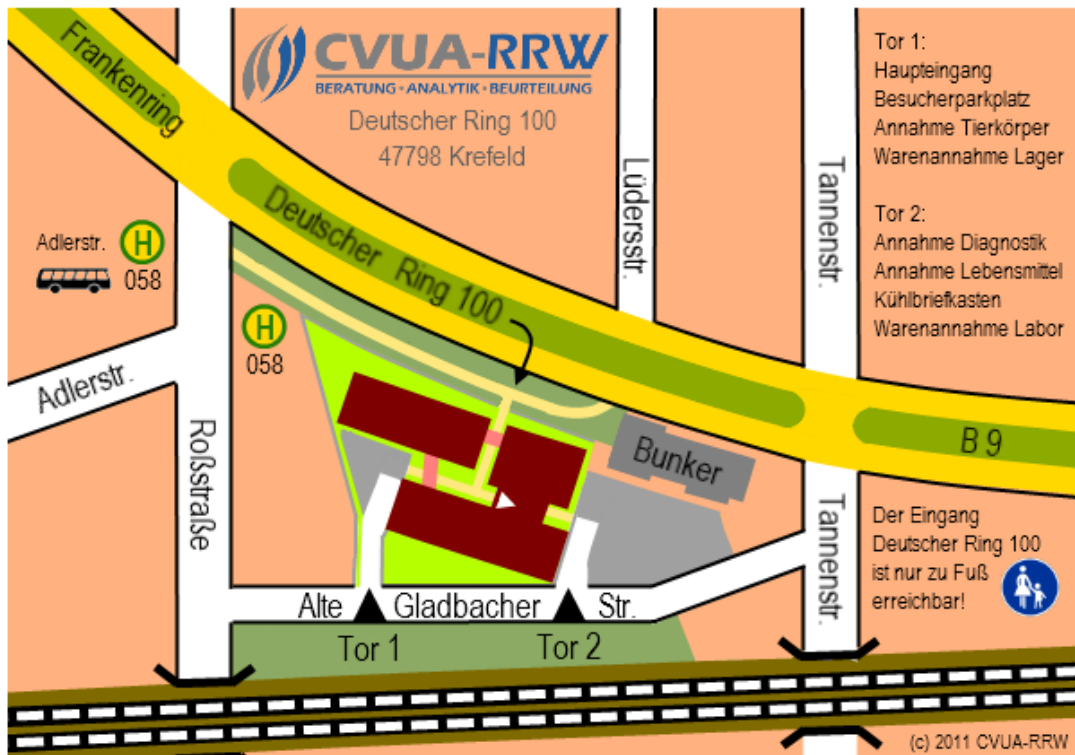 Frankenring
CVUA-RRW
BERATUNG · ANALYTIK · BEURTEILUNG
Deutscher Ring 100
47798 Krefeld
Tor 1:
Haupteingang
Besucherparkplatz
Annahme Tierkörper
Warenannahme Lager
Tor 2:
Annahme Diagnostik
Annahme Lebensmittel
Kühlbriefkasten
Warenannahme Labor
Lüdersstr.
Tannenstr.
Deutscher Ring 100
Adlerstr.
H
058
H
058
Adlerstr.
Roßstraße
Bunker
B 9
Tannenstr.
Der Eingang
Deutscher Ring 100
ist nur zu Fuß
erreichbar!
Alte Gladbacher Str.
Tor 1
Tor 2
(c) 2011 CVUA-RRW